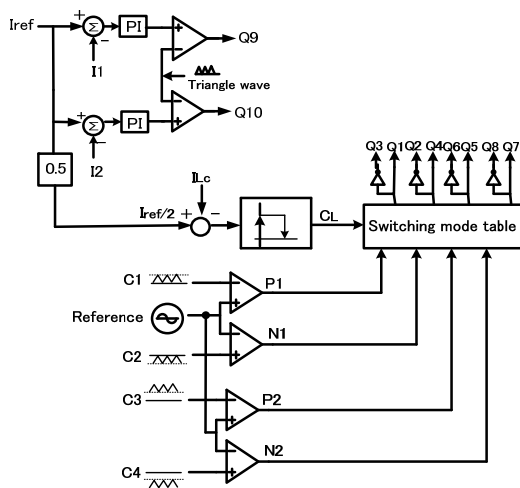 Iref
+
Σ
−
PI
+
−
Q9
I1
Triangle wave
+
Σ
−
PI
−
+
Q10
I2
0.5
ILc
Iref/2
+
−
CL
Q3 Q1 Q2 Q4 Q6 Q5 Q8 Q7
Switching mode table
C1
−
+
P1
Reference
C2
−
+
N1
C3
−
+
P2
C4
−
+
N2